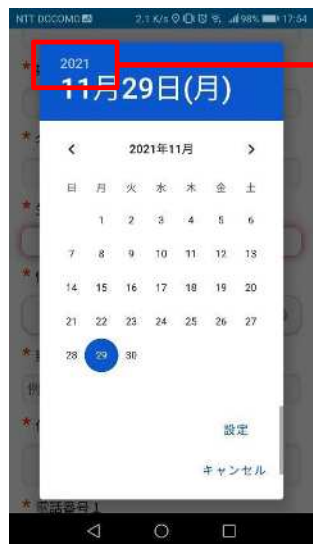 NTT DOCOMO 2.1 K/s 98% 17:54
2021
11月29日(月)
2021年11月
日 月 火 水 木 金 土
1 2 3 4 5 6
7 8 9 10 11 12 13
14 15 16 17 18 19 20
21 22 23 24 25 26 27
28 29 30
設定
キャンセル
* 電話番号1